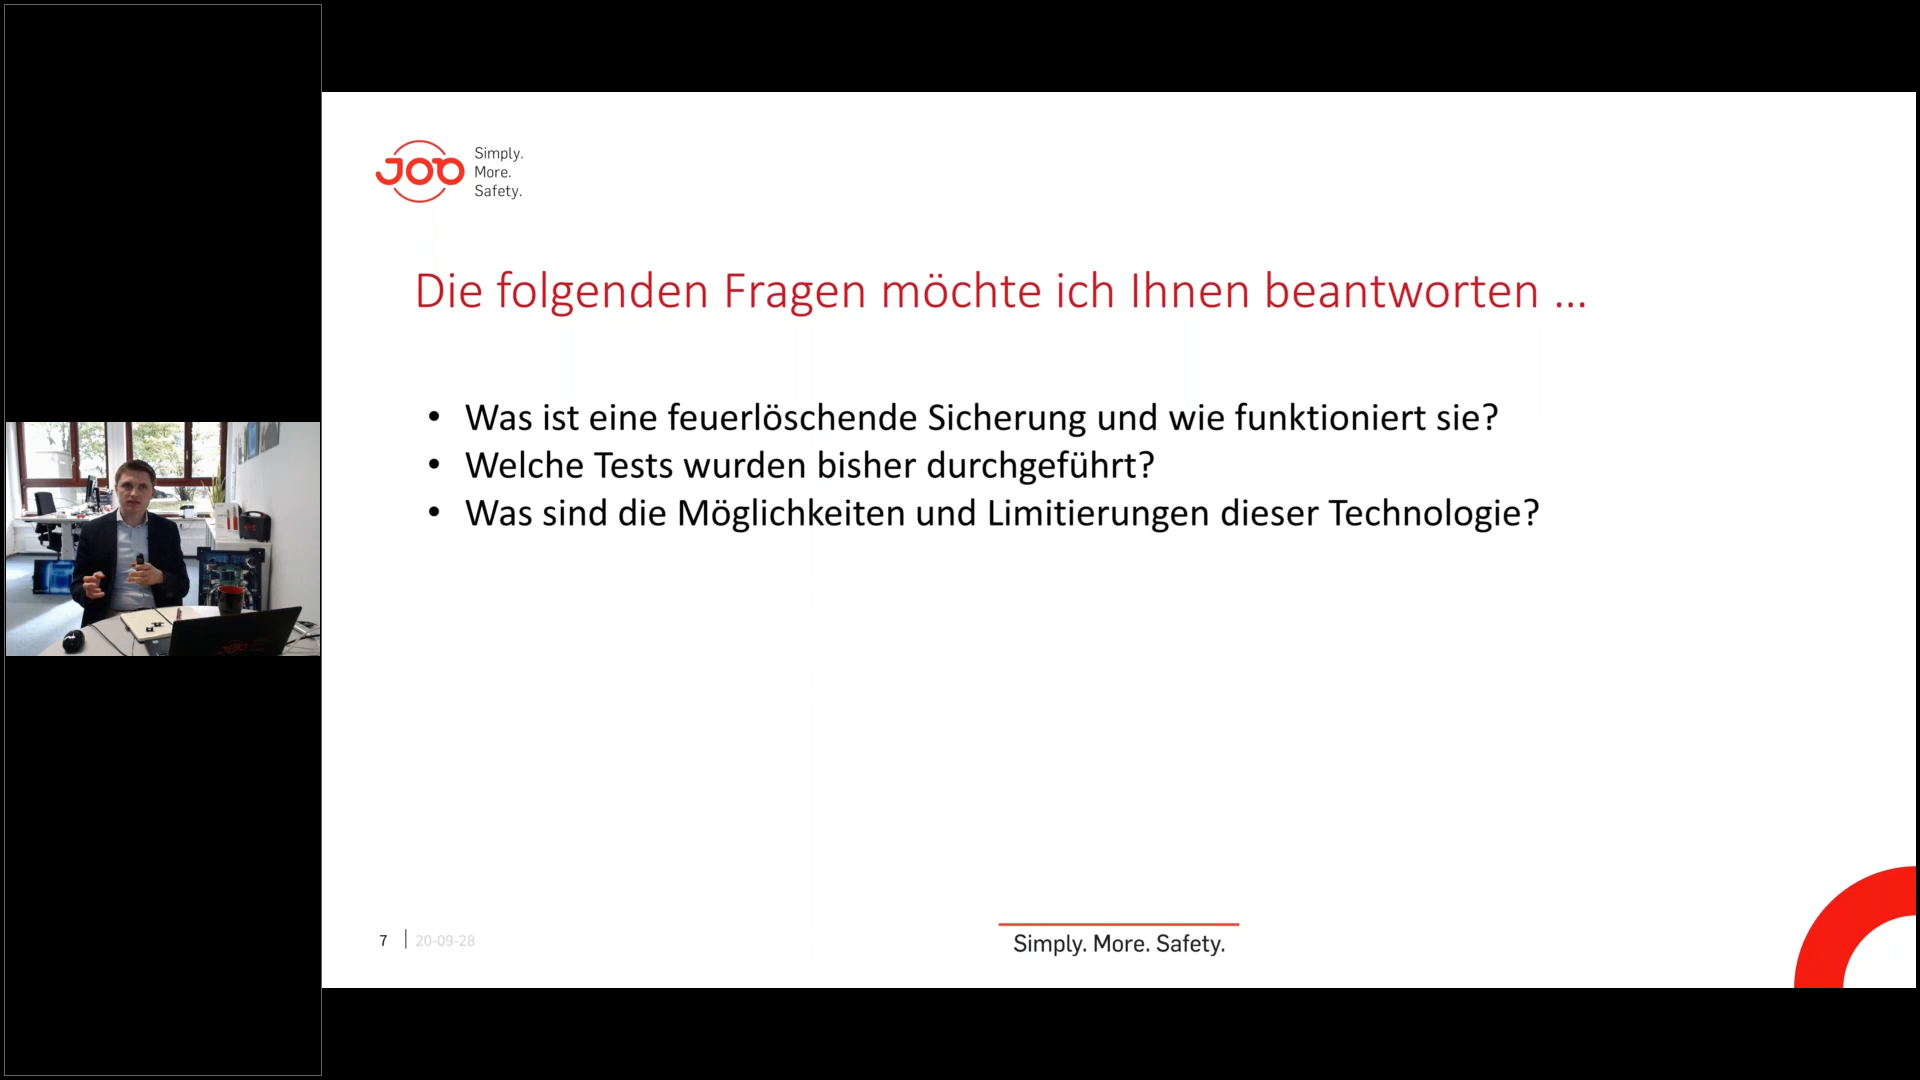 JOB
Simply.
More.
Safety.
Die folgenden Fragen möchte ich Ihnen beantworten ...
• Was ist eine feuerlöschende Sicherung und wie funktioniert sie?
• Welche Tests wurden bisher durchgeführt?
• Was sind die Möglichkeiten und Limitierungen dieser Technologie?
7 | 20-09-28
Simply. More. Safety.